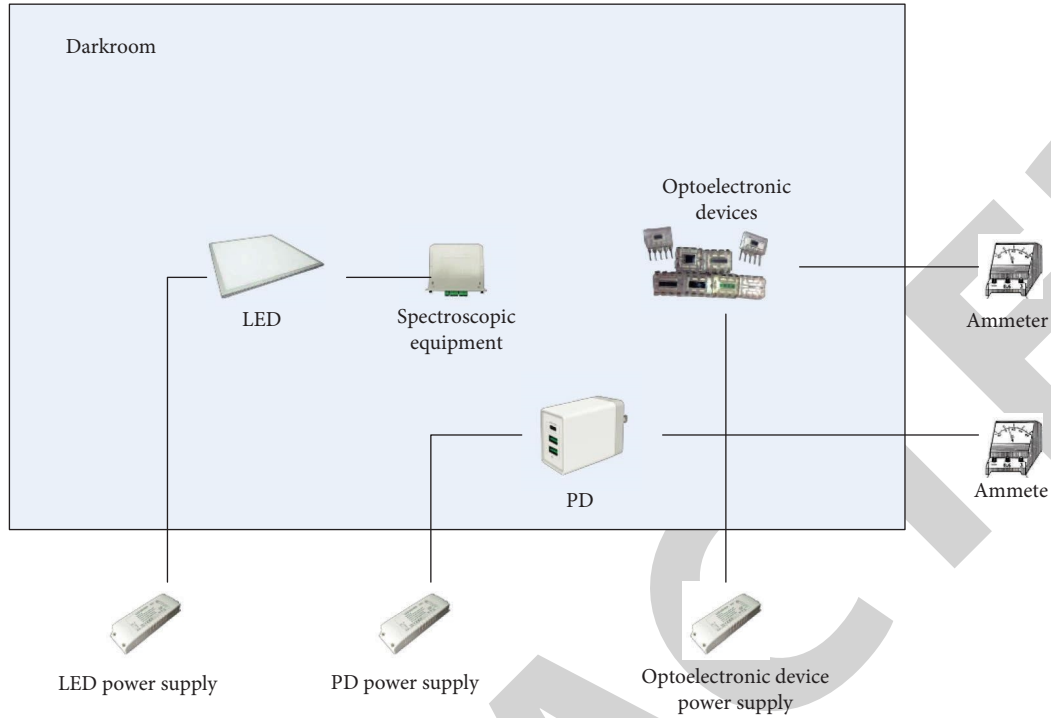 Darkroom
Optoelectronic
devices
LED
Spectroscopic
equipment
Ammeter
PD
Ammete
LED power supply
PD power supply
Optoelectronic device
power supply